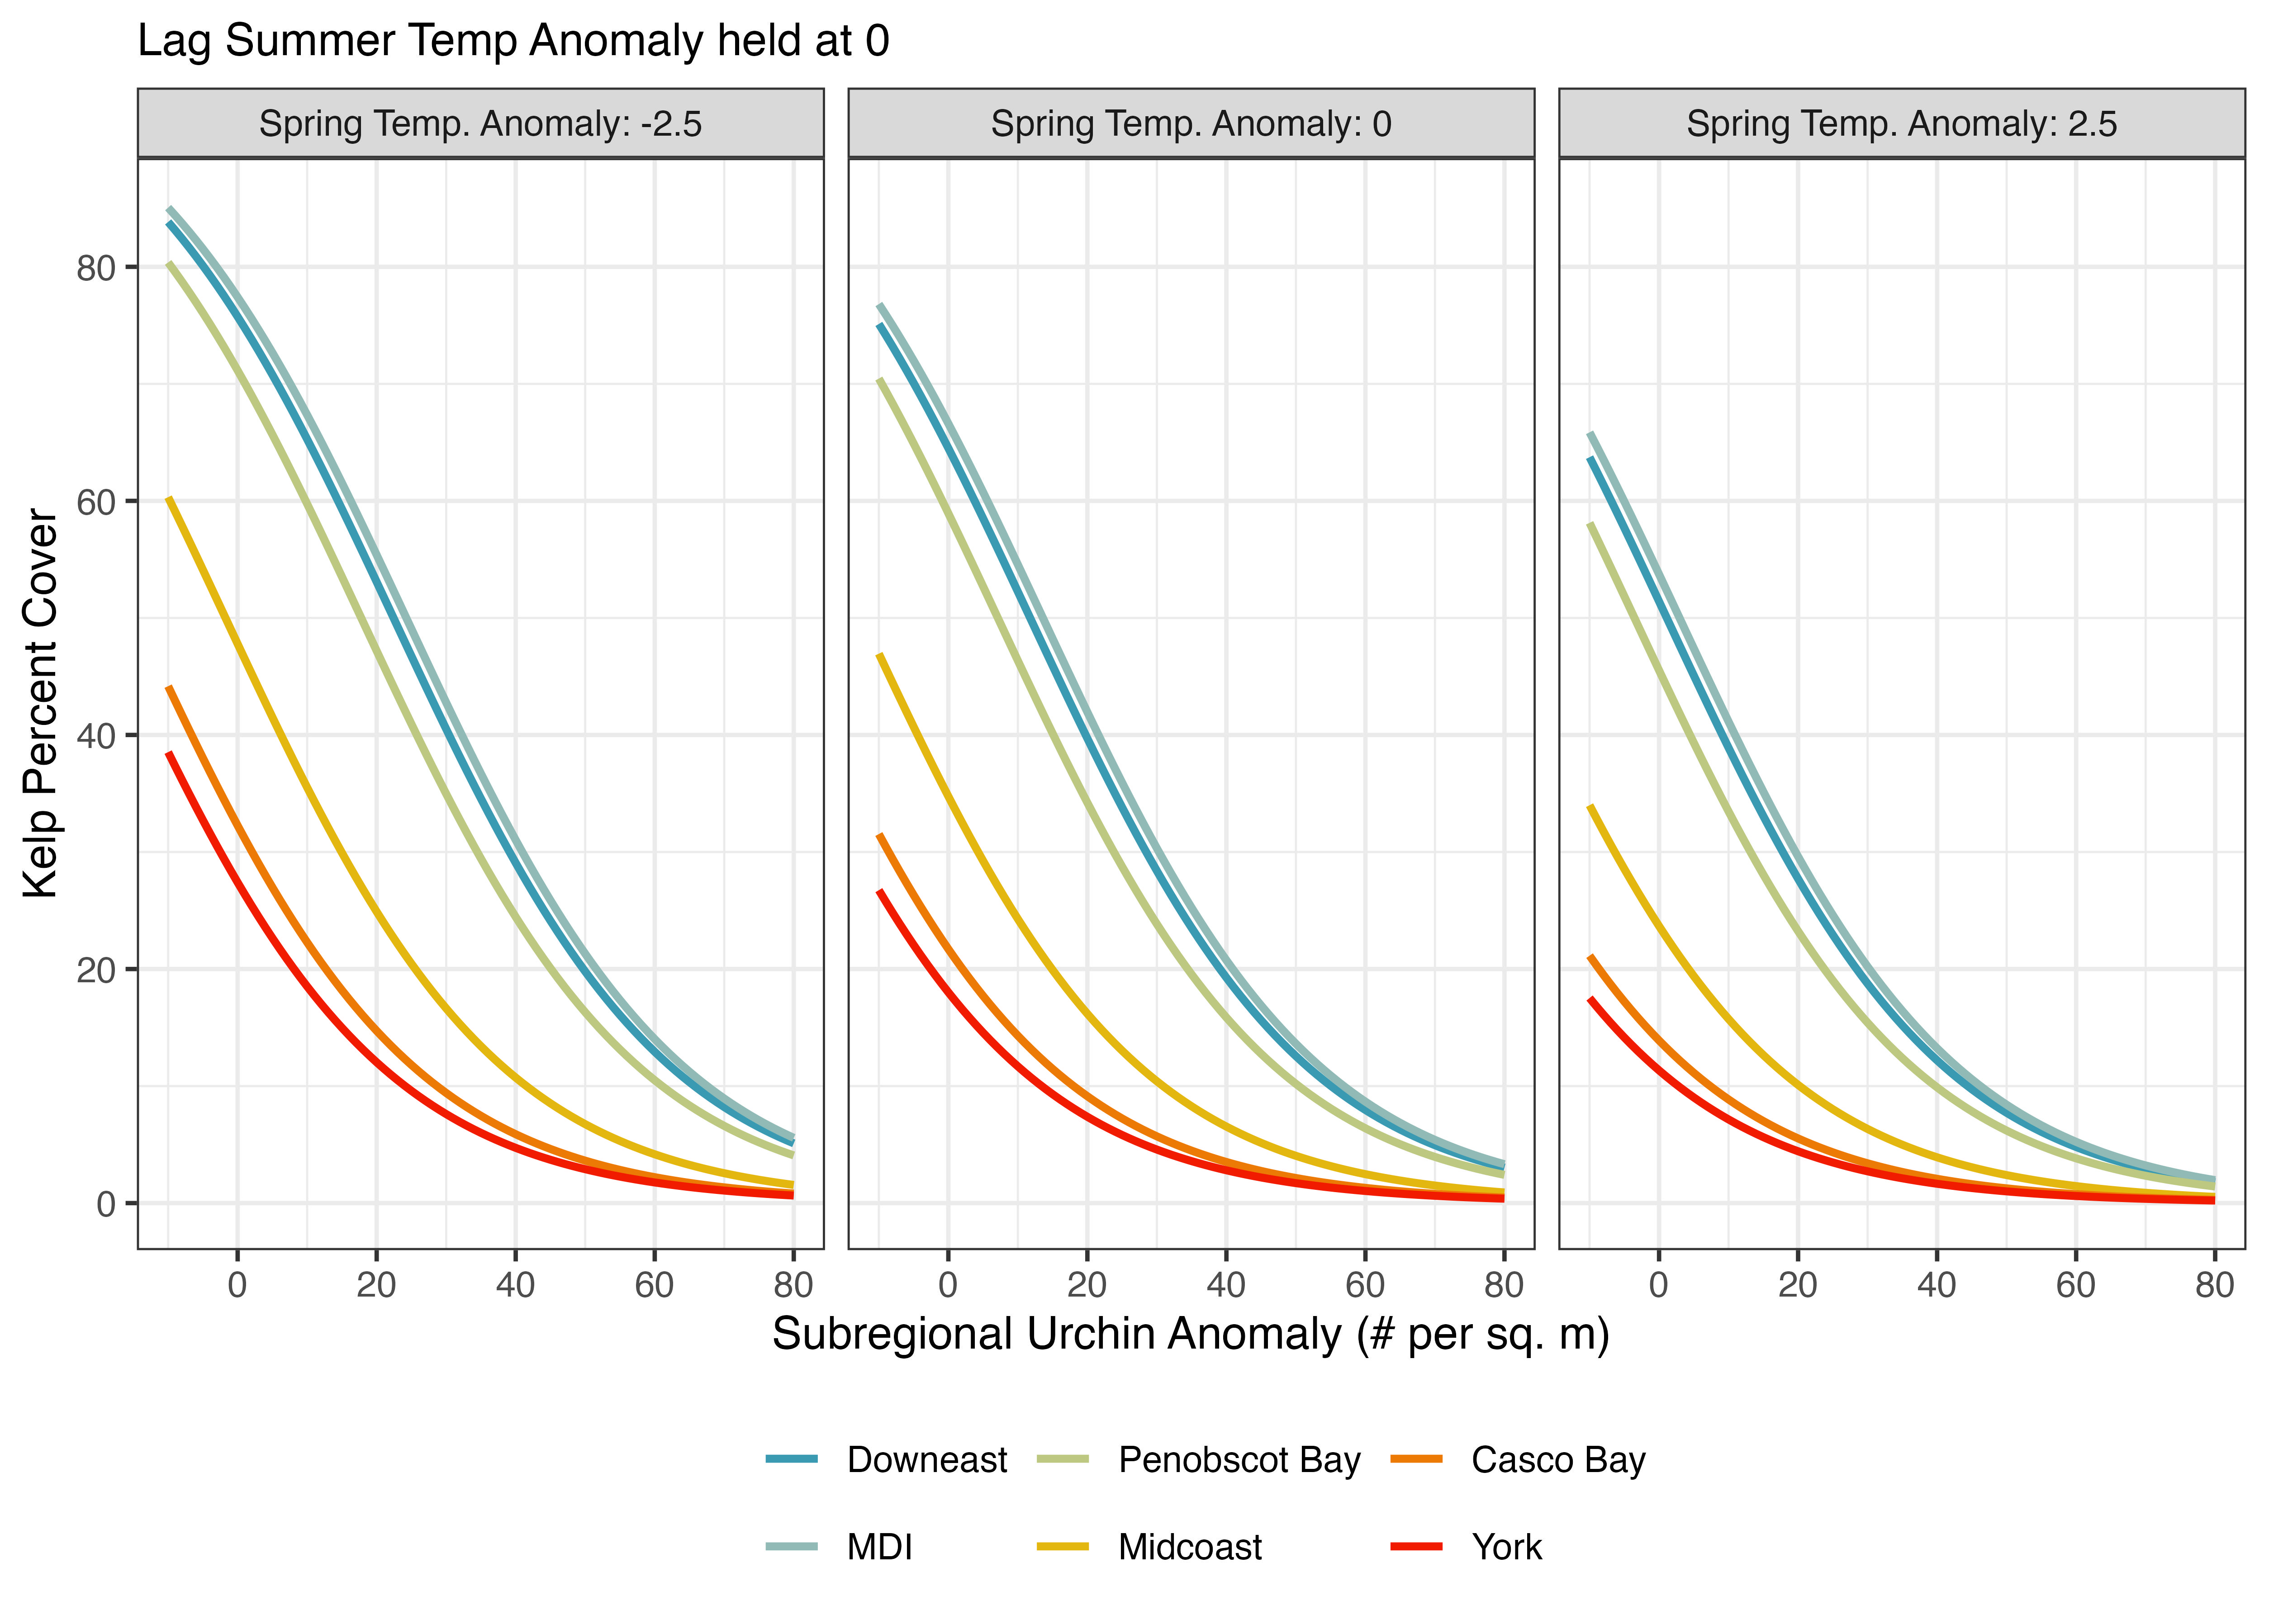 Lag Summer Temp Anomaly held at 0
Spring Temp. Anomaly: -2.5
Spring Temp. Anomaly: 0
Spring Temp. Anomaly: 2.5
Kelp Percent Cover
80
60
40
20
0
0 20 40 60 80
0 20 40 60 80
0 20 40 60 80
Subregional Urchin Anomaly (# per sq. m)
Downeast Penobscot Bay Casco Bay
MDI Midcoast York